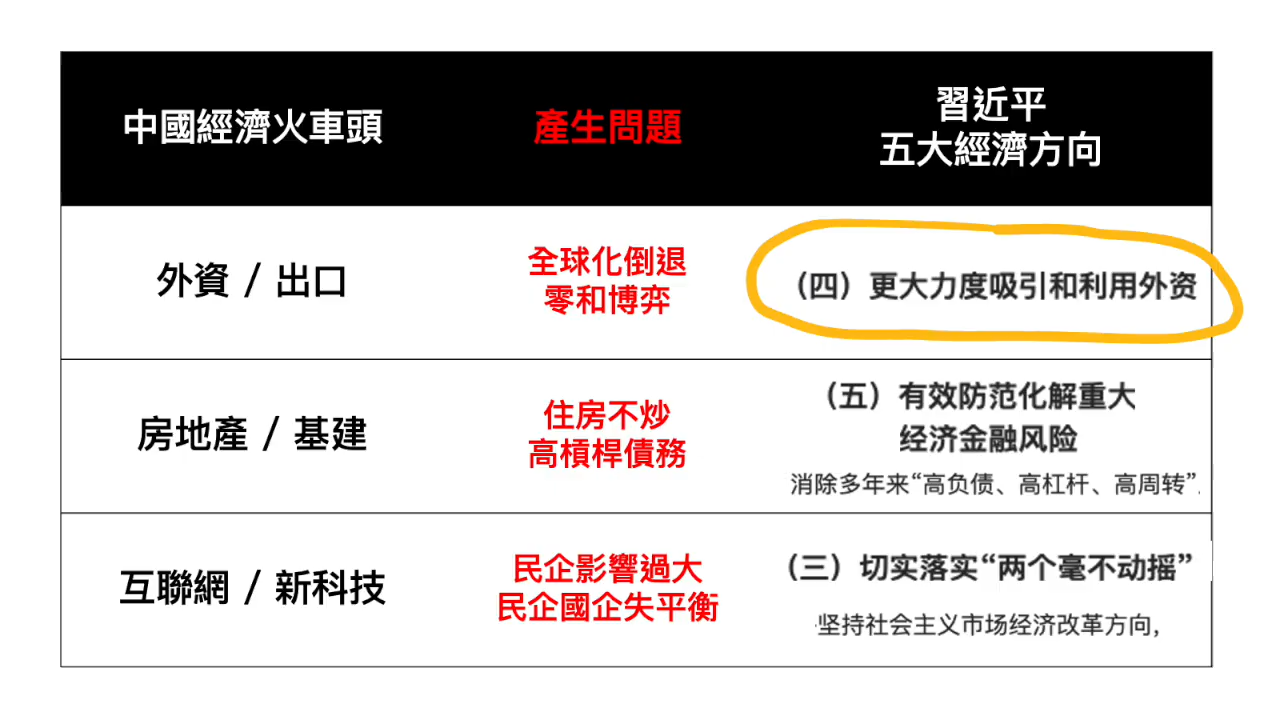 中國經濟火車頭
產生問題
習近平
五大經濟方向
外資 / 出口
全球化倒退
零和博弈
（四）更大力度吸引和利用外资
房地產 / 基建
住房不炒
高槓桿債務
（五）有效防范化解重大
经济金融风险
消除多年来“高负债、高杠杆、高周转”
互聯網 / 新科技
民企影響過大
民企國企失平衡
（三）切实落实“两个毫不动摇”
坚持社会主义市场经济改革方向,